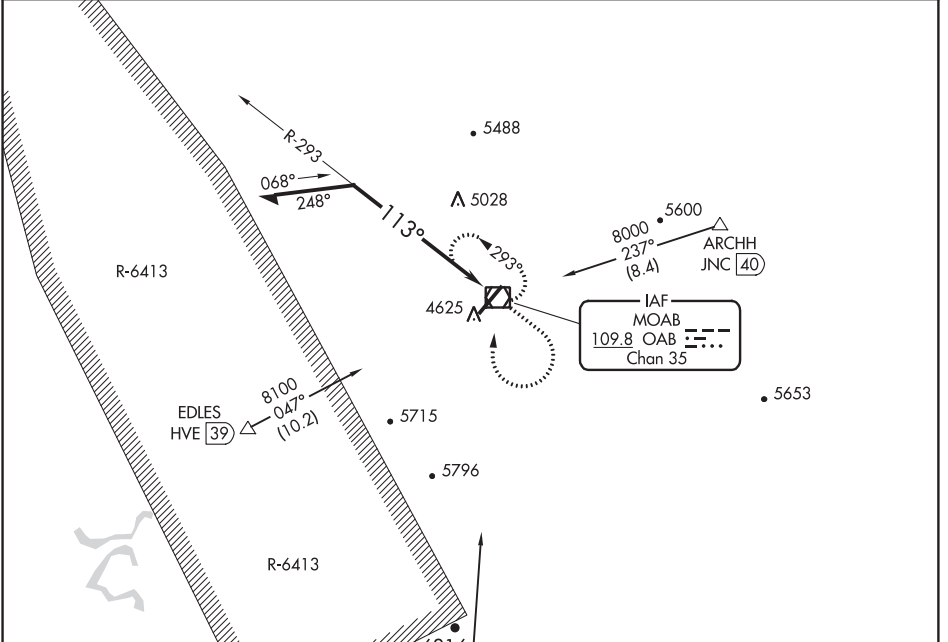 5488
R-293
068°
248°
5028
113°
5600
8000
237°
(8.4)
ARCHH
JNC 40
293°
R-6413
4625
IAF
MOAB
109.8 OAB
Chan 35
8100
047°
(10.2)
EDLES
HVE 39
5715
5653
5796
R-6413